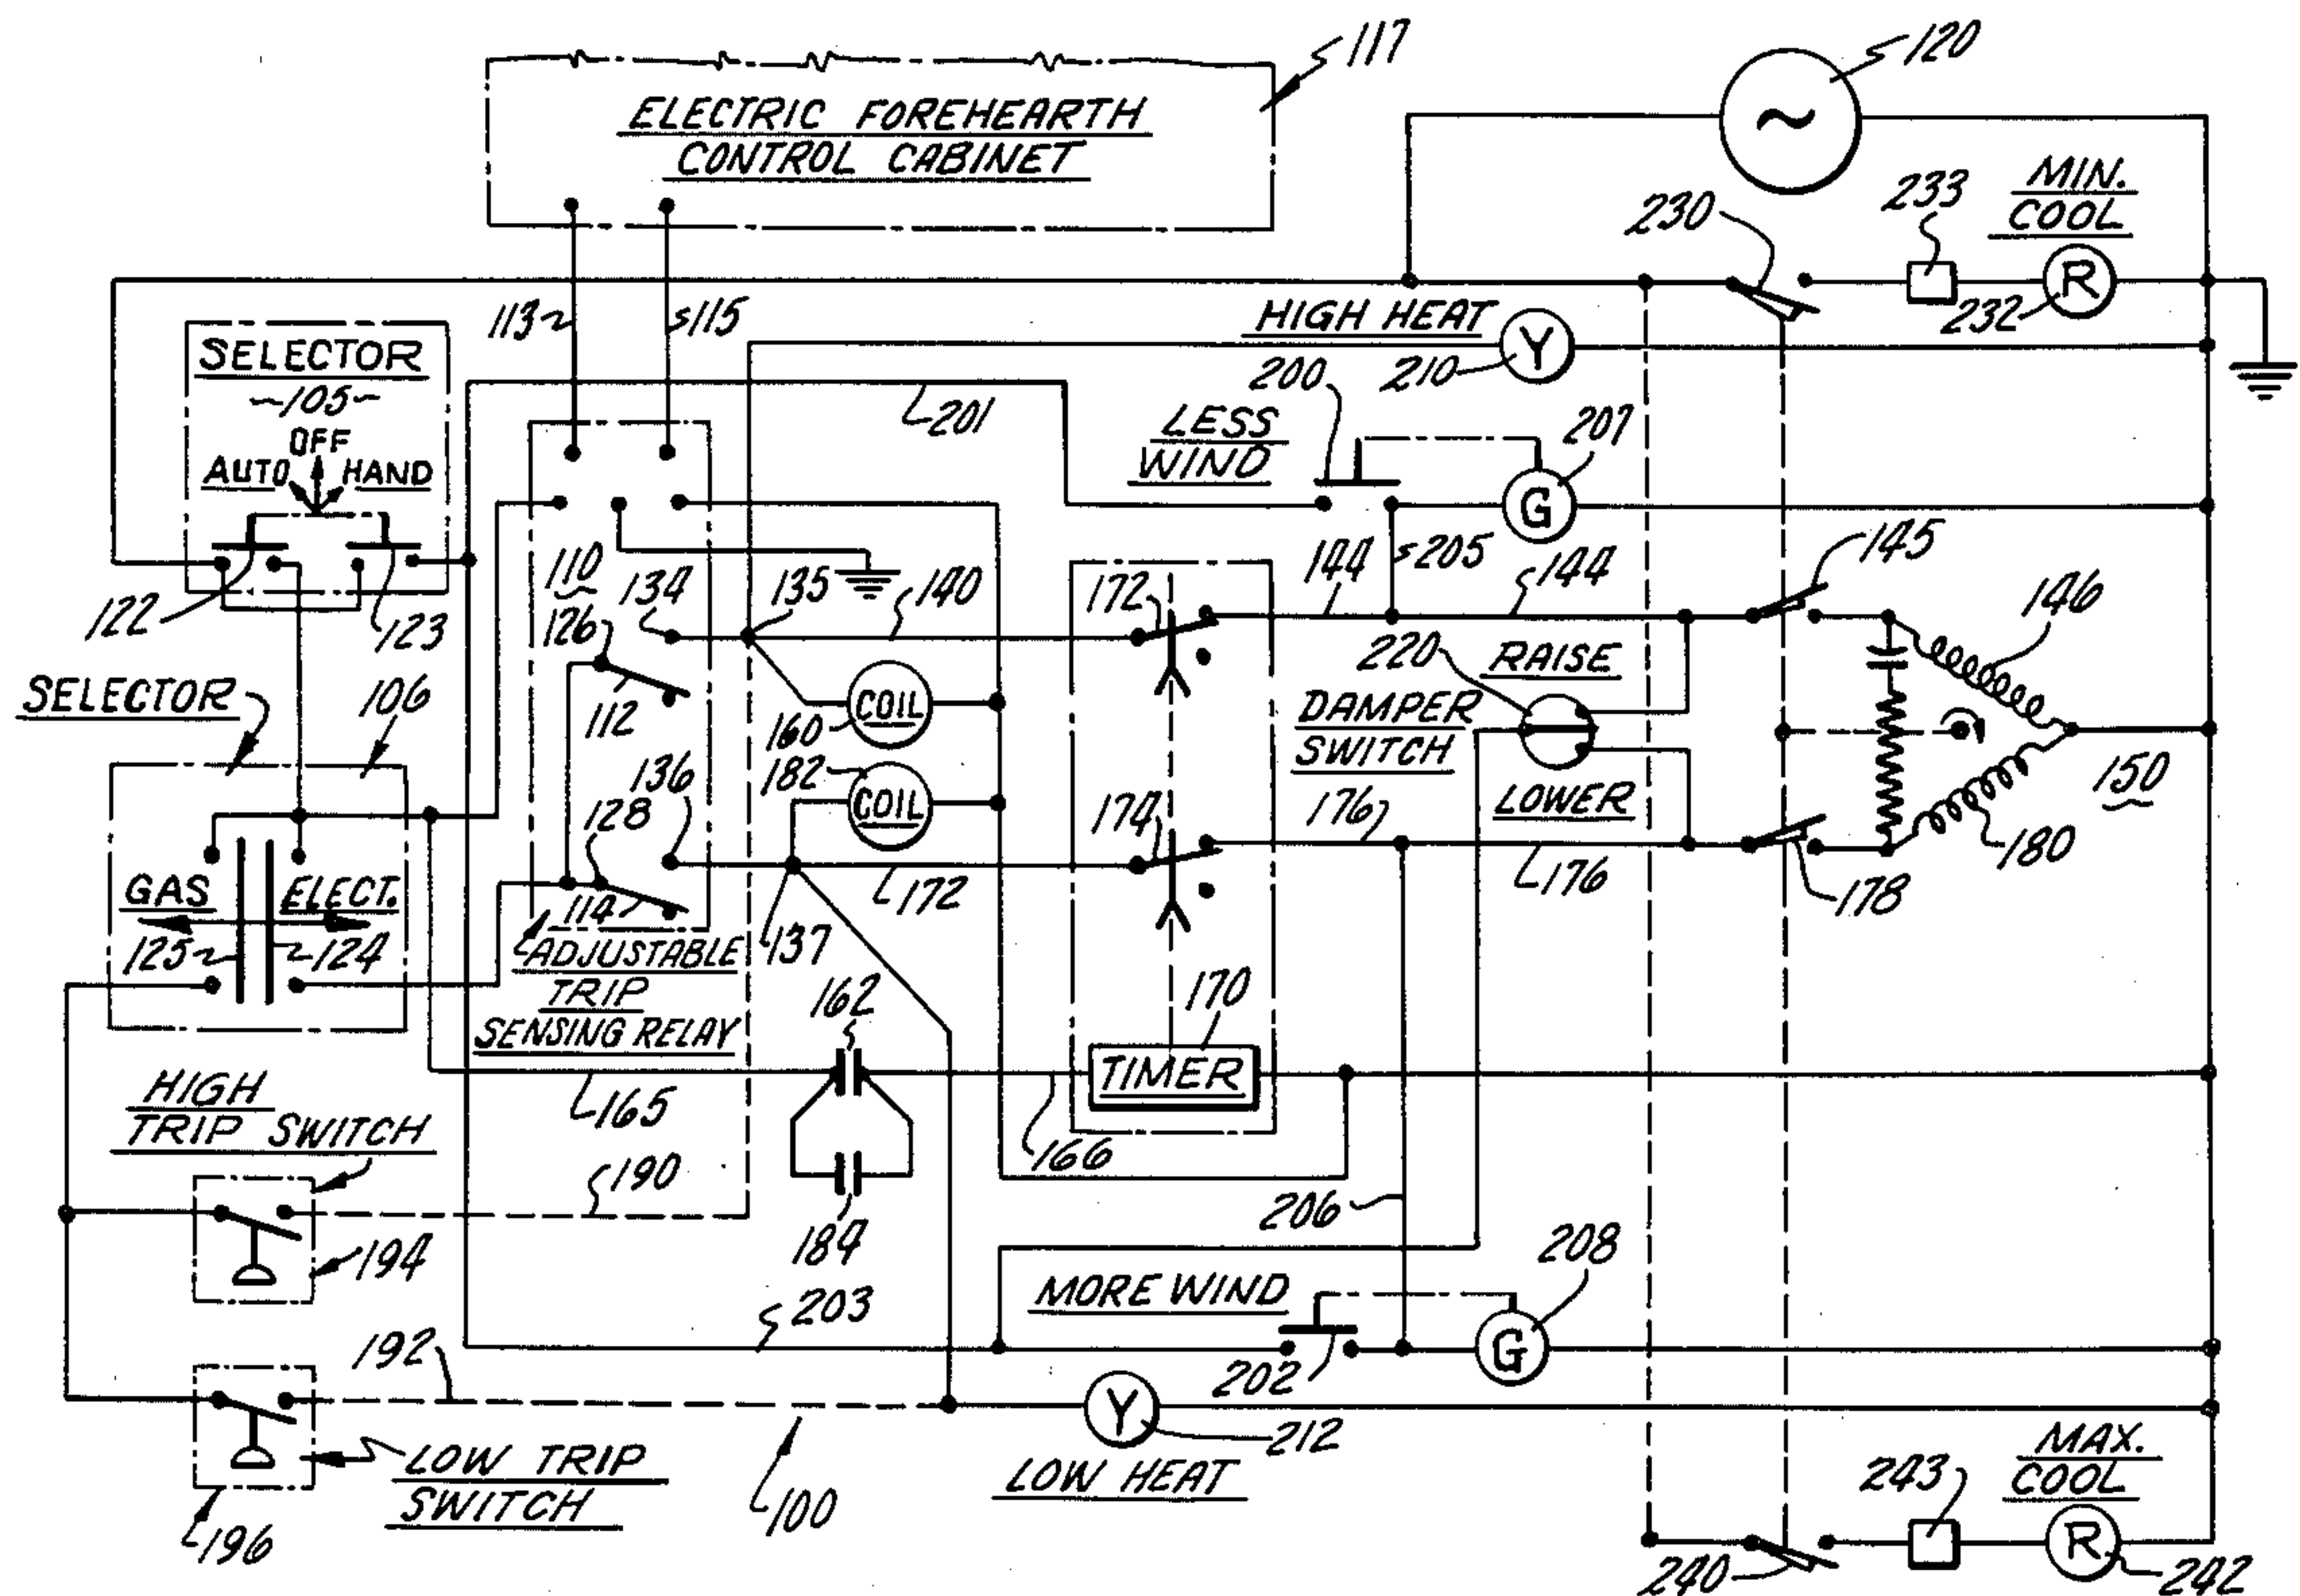 117
120
ELECTRIC FOREHEARTH
CONTROL CABINET
MIN.
COOL
233
230
113
115
HIGH HEAT
Y
210
R
232
SELECTOR
-105-
OFF
AUTO
HAND
201
200
LESS
WIND
207
G
122
123
110
134
135
140
126
112
172
144
205
144
145
146
SELECTOR
106
COIL
160
182
COIL
136
128
114
174
220
RAISE
DAMPER
SWITCH
LOWER
150
GAS
ELECT.
125
124
137
172
176
176
178
180
ADJUSTABLE
TRIP
SENSING RELAY
162
170
TIMER
HIGH
TRIP SWITCH
165
166
190
184
194
206
208
MORE WIND
203
G
192
202
Y
212
LOW HEAT
LOW TRIP
SWITCH
196
100
MAX.
COOL
243
240
R
242